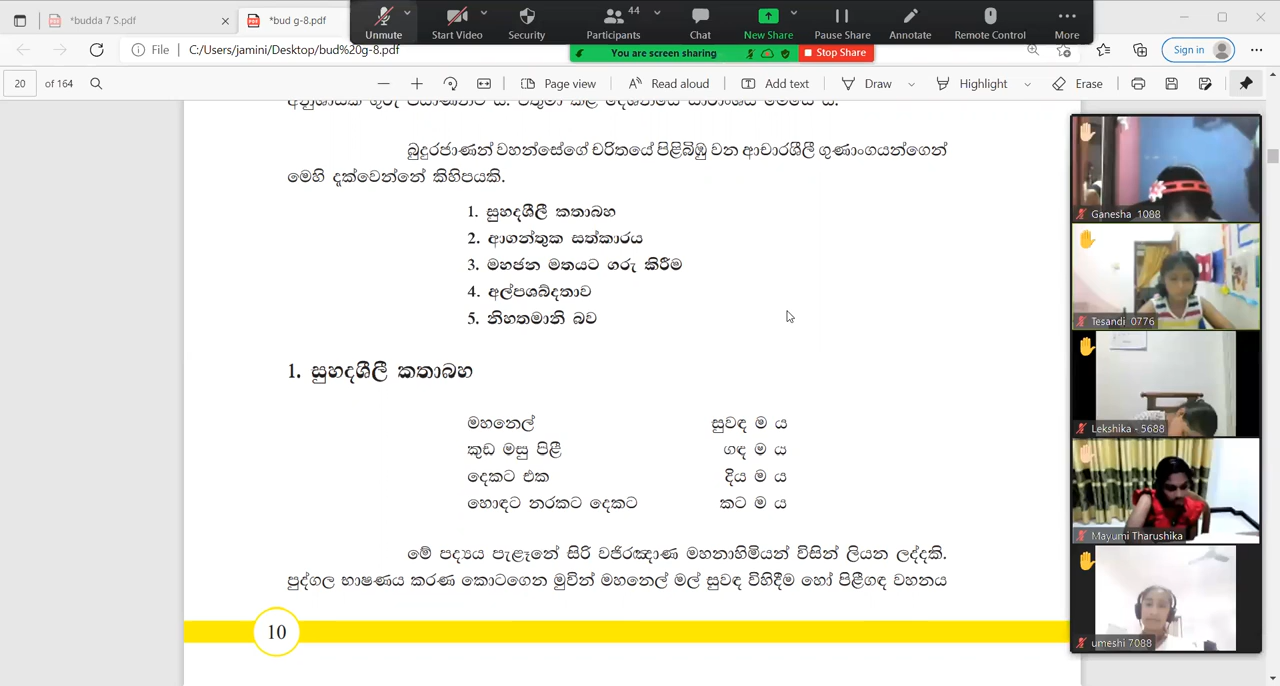 *budda 7 S.pdf
*bud g-8.pdf
Unmute
Start Video
Security
44
Participants
Chat
New Share
Pause Share
Annotate
Remote Control
More
File
C:/Users/jamini/Desktop/bud%20g-8.pdf
You are screen sharing
Stop Share
Sign in
20 of 164
Page view
Read aloud
Add text
Draw
Highlight
Erase
බුදුරජාණන් වහන්සේගේ චරිතයේ පිළිබිඹු වන ආචාරශීලී ගුණාංගයන්ගෙන්
මෙහි දැක්වෙන්නේ කිහිපයකි.
1. සුහදශීලී කතාබහ
2. ආගන්තුක සත්කාරය
3. මහජන මතයට ගරු කිරීම
4. අල්පශබ්දතාව
5. නිහතමානි බව
1. සුහදශීලී කතාබහ
මහනෙල් සුවඳ ම ය
කුඩ මසු පිළී ගඳ ම ය
දෙකට එක දිය ම ය
හොඳට නරකට දෙකට කට ම ය
මේ පද්‍යය පැළෑනේ සිරි වජිරඤාණ මහනාහිමියන් විසින් ලියන ලද්දකි.
පුද්ගල භාෂණය කරණ කොටගෙන මුවින් මහනෙල් මල් සුවඳ විහිදීම හෝ පිළීගඳ වහනය
10
Ganesha 1088
Tesandi 0776
Lekshika - 5688
Mayumi Tharushika
umeshi 7088